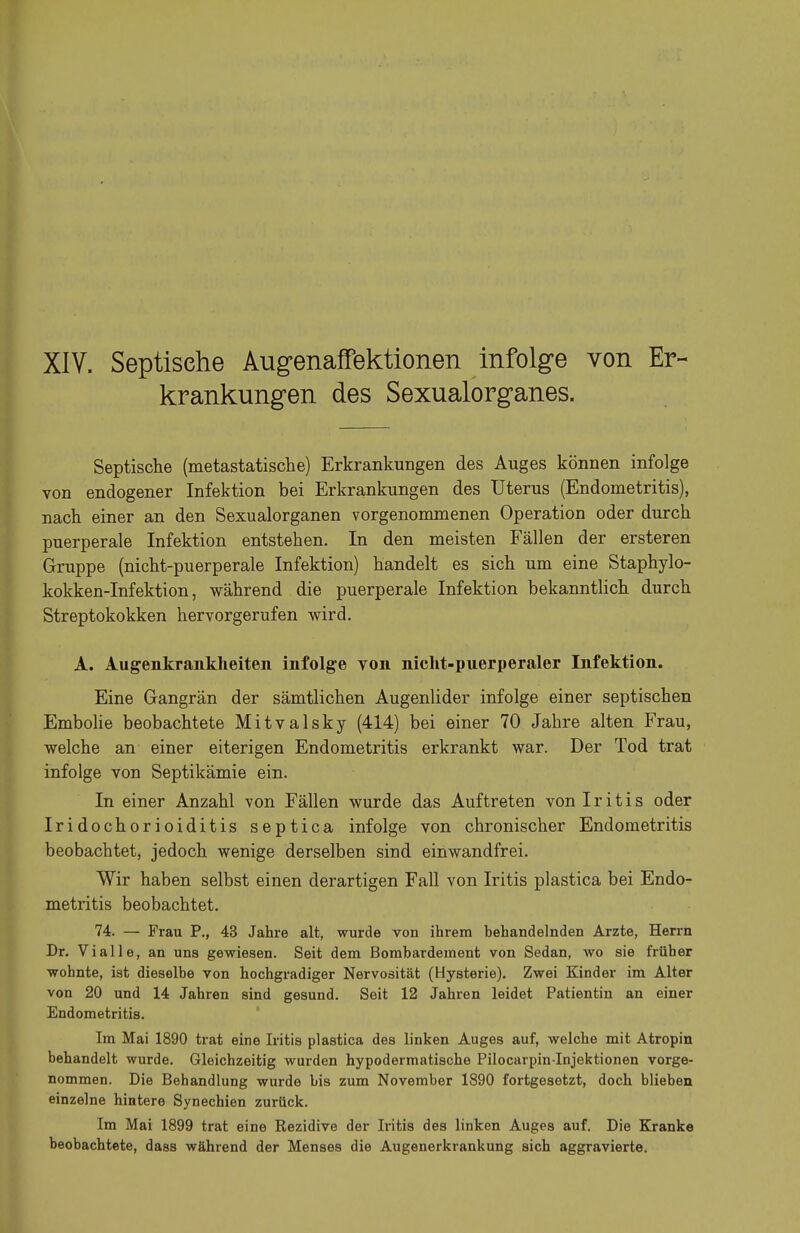 XIV. Septische Augenaffektionen infolge von Er-
krankungen des Sexualorganes.
Septische (metastatische) Erkrankungen des Auges können infolge
von endogener Infektion bei Erkrankungen des Uterus (Endometritis),
nach einer an den Sexualorganen vorgenommenen Operation oder durch
puerperale Infektion entstehen. In den meisten Fällen der ersteren
Gruppe (nicht-puerperale Infektion) handelt es sich um eine Staphylo-
kokken-Infektion, während die puerperale Infektion bekanntlich durch
Streptokokken hervorgerufen wird.
A. Augenkrankheiten infolge von nicht-puerperaler Infektion.
Eine Gangrän der sämtlichen Augenlider infolge einer septischen
Embolie beobachtete Mitvalsky (414) bei einer 70 Jahre alten Frau,
welche an einer eiterigen Endometritis erkrankt war. Der Tod trat
infolge von Septikämie ein.
In einer Anzahl von Fällen wurde das Auftreten von Iritis oder
Iridochorioiditis septica infolge von chronischer Endometritis
beobachtet, jedoch wenige derselben sind einwandfrei.
Wir haben selbst einen derartigen Fall von Iritis plastica bei Endo-
metritis beobachtet.
74. — Frau P., 43 Jahre alt, wurde von ihrem behandelnden Arzte, Herrn
Dr. Vialle, an uns gewiesen. Seit dem Bombardement von Sedan, wo sie früher
wohnte, ist dieselbe von hochgradiger Nervosität (Hysterie). Zwei Kinder im Alter
von 20 und 14 Jahren sind gesund. Seit 12 Jahren leidet Patientin an einer
Endometritis.
Im Mai 1890 trat eine Iritis plastica des linken Auges auf, welche mit Atropin
behandelt wurde. Gleichzeitig wurden hypodermatische Pilocarpin-Injektionen vorge-
nommen. Die Behandlung wurde bis zum November 1890 fortgesetzt, doch blieben
einzelne hintere Synechien zurück.
Im Mai 1899 trat eine Rezidive der Iritis des linken Auges auf. Die Kranke
beobachtete, dass während der Menses die Augenerkrankung sich aggravierte.